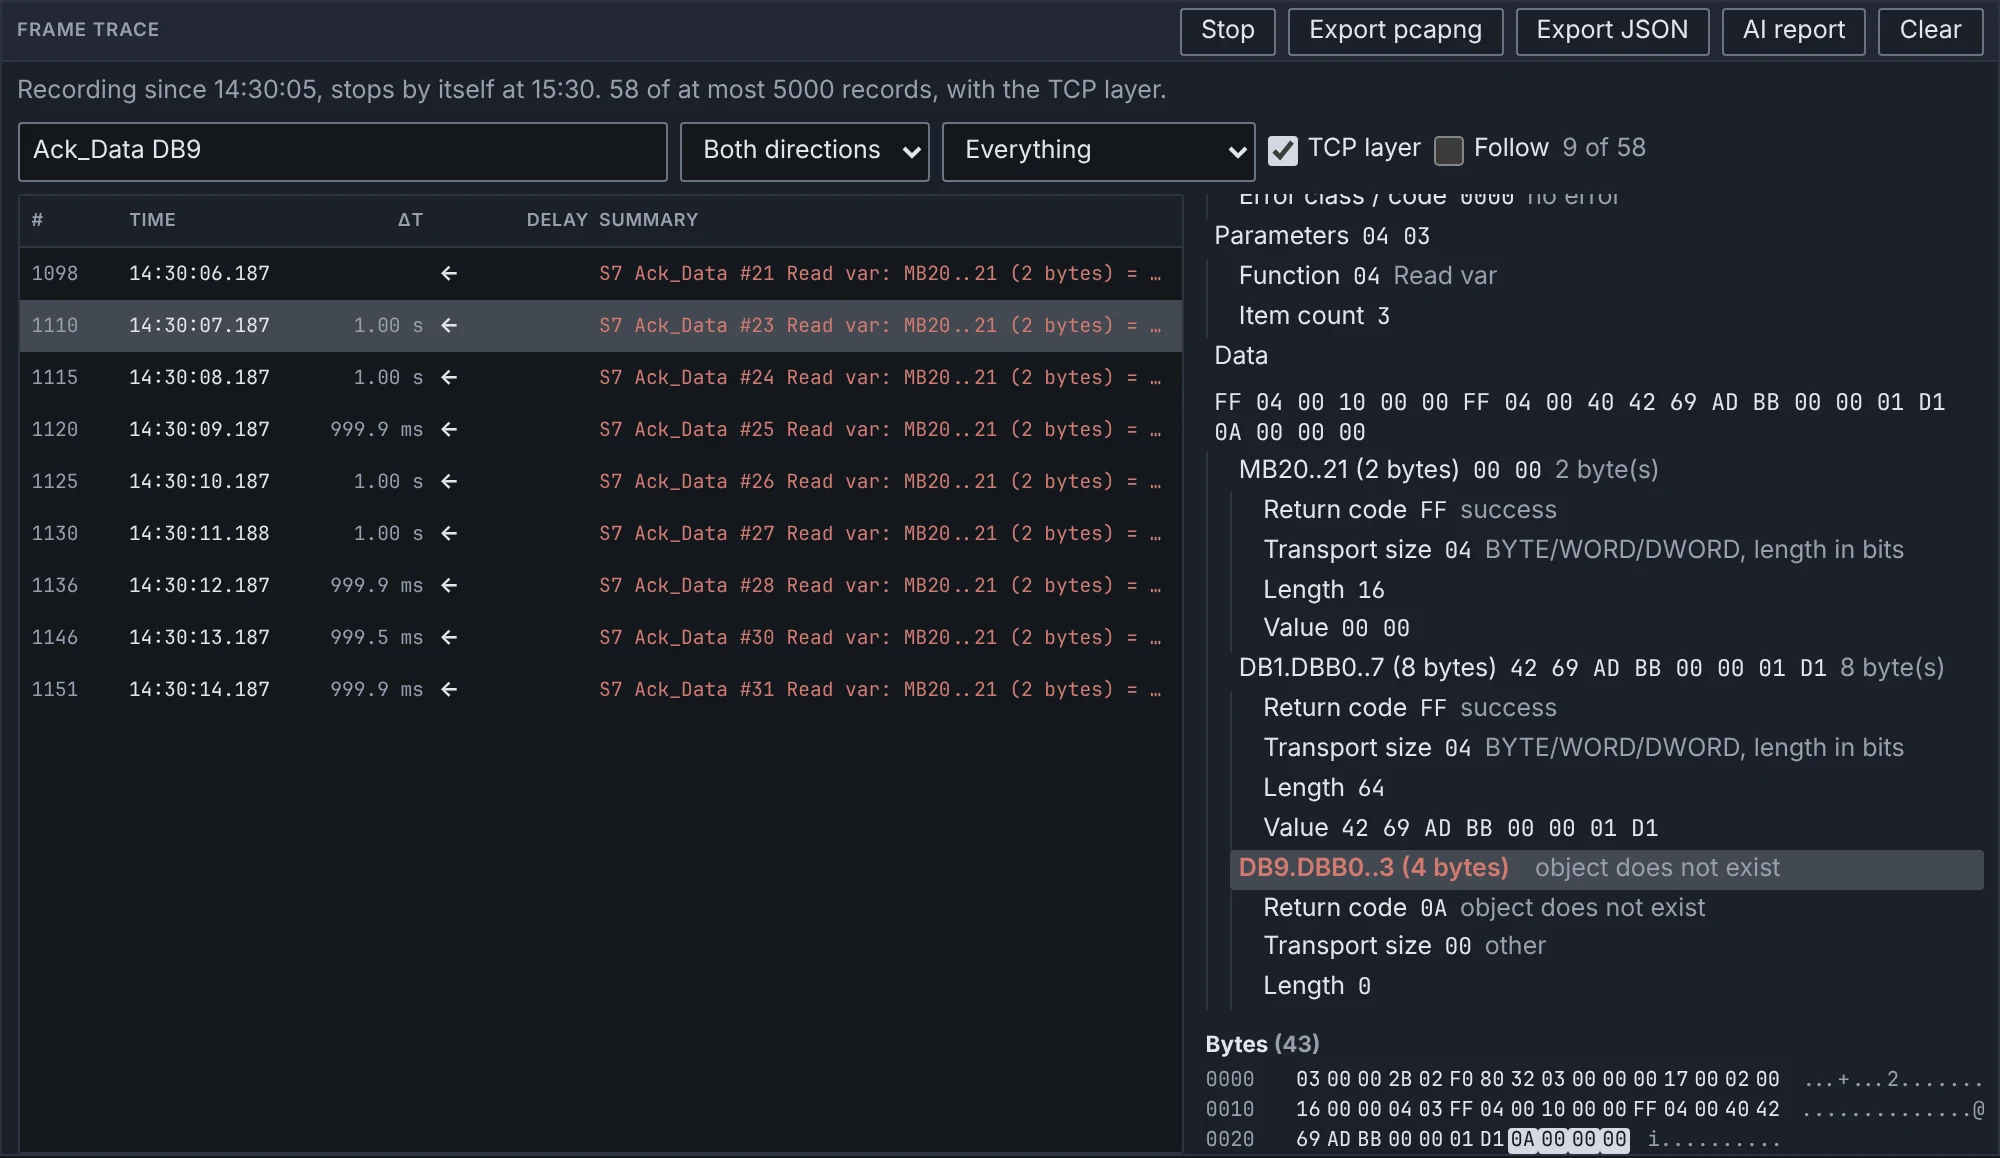 FRAME TRACE
Stop
Export pcapng
Export JSON
AI report
Clear
Recording since 14:30:05, stops by itself at 15:30. 58 of at most 5000 records, with the TCP layer.
Ack_Data DB9
Both directions
Everything
TCP layer
Follow
9 of 58
# TIME ΔT DELAY SUMMARY
1098 14:30:06.187 ← S7 Ack_Data #21 Read var: MB20..21 (2 bytes) = …
1110 14:30:07.187 1.00 s ← S7 Ack_Data #23 Read var: MB20..21 (2 bytes) = …
1115 14:30:08.187 1.00 s ← S7 Ack_Data #24 Read var: MB20..21 (2 bytes) = …
1120 14:30:09.187 999.9 ms ← S7 Ack_Data #25 Read var: MB20..21 (2 bytes) = …
1125 14:30:10.187 1.00 s ← S7 Ack_Data #26 Read var: MB20..21 (2 bytes) = …
1130 14:30:11.188 1.00 s ← S7 Ack_Data #27 Read var: MB20..21 (2 bytes) = …
1136 14:30:12.187 999.9 ms ← S7 Ack_Data #28 Read var: MB20..21 (2 bytes) = …
1146 14:30:13.187 999.5 ms ← S7 Ack_Data #30 Read var: MB20..21 (2 bytes) = …
1151 14:30:14.187 999.9 ms ← S7 Ack_Data #31 Read var: MB20..21 (2 bytes) = …
Error class / code 0000 no error
Parameters 04 03
Function 04 Read var
Item count 3
Data
FF 04 00 10 00 00 FF 04 00 40 42 69 AD BB 00 00 01 D1
0A 00 00 00
MB20..21 (2 bytes) 00 00 2 byte(s)
Return code FF success
Transport size 04 BYTE/WORD/DWORD, length in bits
Length 16
Value 00 00
DB1.DBB0..7 (8 bytes) 42 69 AD BB 00 00 01 D1 8 byte(s)
Return code FF success
Transport size 04 BYTE/WORD/DWORD, length in bits
Length 64
Value 42 69 AD BB 00 00 01 D1
DB9.DBB0..3 (4 bytes) object does not exist
Return code 0A object does not exist
Transport size 00 other
Length 0
Bytes (43)
0000 03 00 00 2B 02 F0 80 32 03 00 00 00 17 00 02 00 ...+...2.......
0010 16 00 00 04 03 FF 04 00 10 00 00 FF 04 00 40 42 ..............@
0020 69 AD BB 00 00 01 D1 0A 00 00 00 i..........